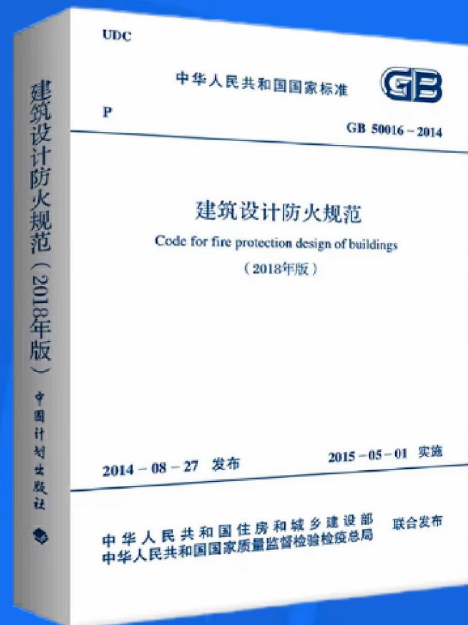 UDC
中华人民共和国国家标准
GB
P
GB 50016-2014
建筑设计防火规范
Code for fire protection design of buildings
（2018年版）
2014-08-27 发布
2015-05-01 实施
中华人民共和国住房和城乡建设部
中华人民共和国国家质量监督检验检疫总局
联合发布
建筑设计防火规范（2018年版）
中国计划出版社